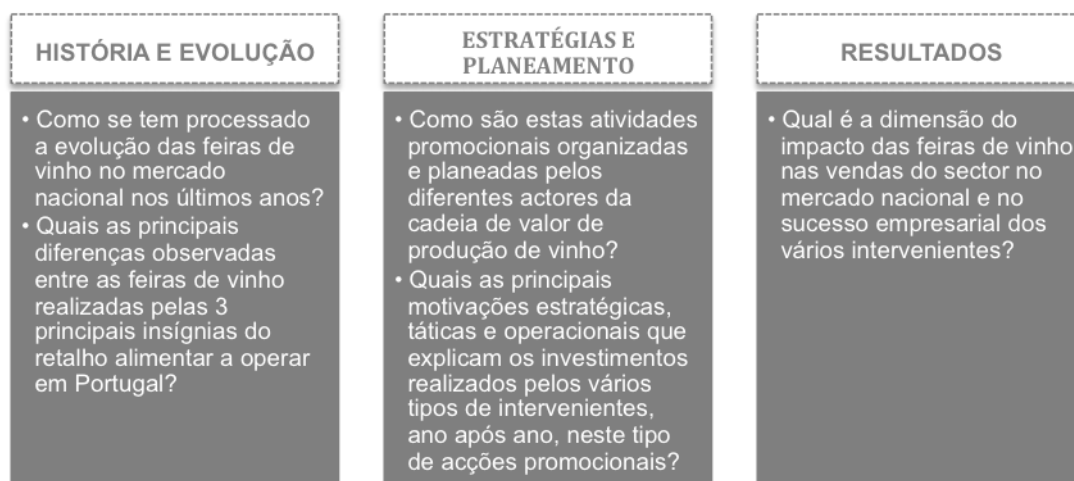 HISTÓRIA E EVOLUÇÃO
• Como se tem processado
a evolução das feiras de
vinho no mercado
nacional nos últimos anos?
• Quais as principais
diferenças observadas
entre as feiras de vinho
realizadas pelas 3
principais insígnias do
retalho alimentar a operar
em Portugal?
ESTRATÉGIAS E
PLANEAMENTO
• Como são estas atividades
promocionais organizadas
e planeadas pelos
diferentes actores da
cadeia de valor de
produção de vinho?
• Quais as principais
motivações estratégicas,
táticas e operacionais que
explicam os investimentos
realizados pelos vários
tipos de intervenientes,
ano após ano, neste tipo
de acções promocionais?
RESULTADOS
• Qual é a dimensão do
impacto das feiras de vinho
nas vendas do sector no
mercado nacional e no
sucesso empresarial dos
vários intervenientes?